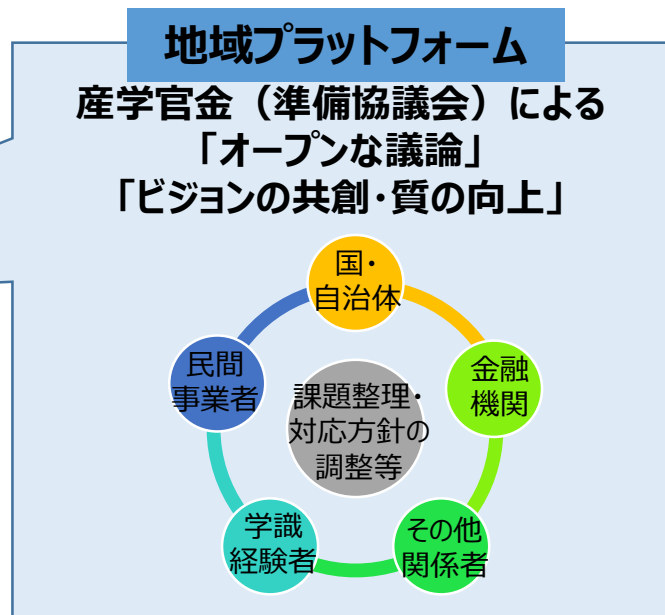 地域プラットフォーム
産学官金（準備協議会）による
「オープンな議論」
「ビジョンの共創・質の向上」
国・
自治体
民間
事業者
金融
機関
課題整理・
対応方針の
調整等
学識
経験者
その他
関係者